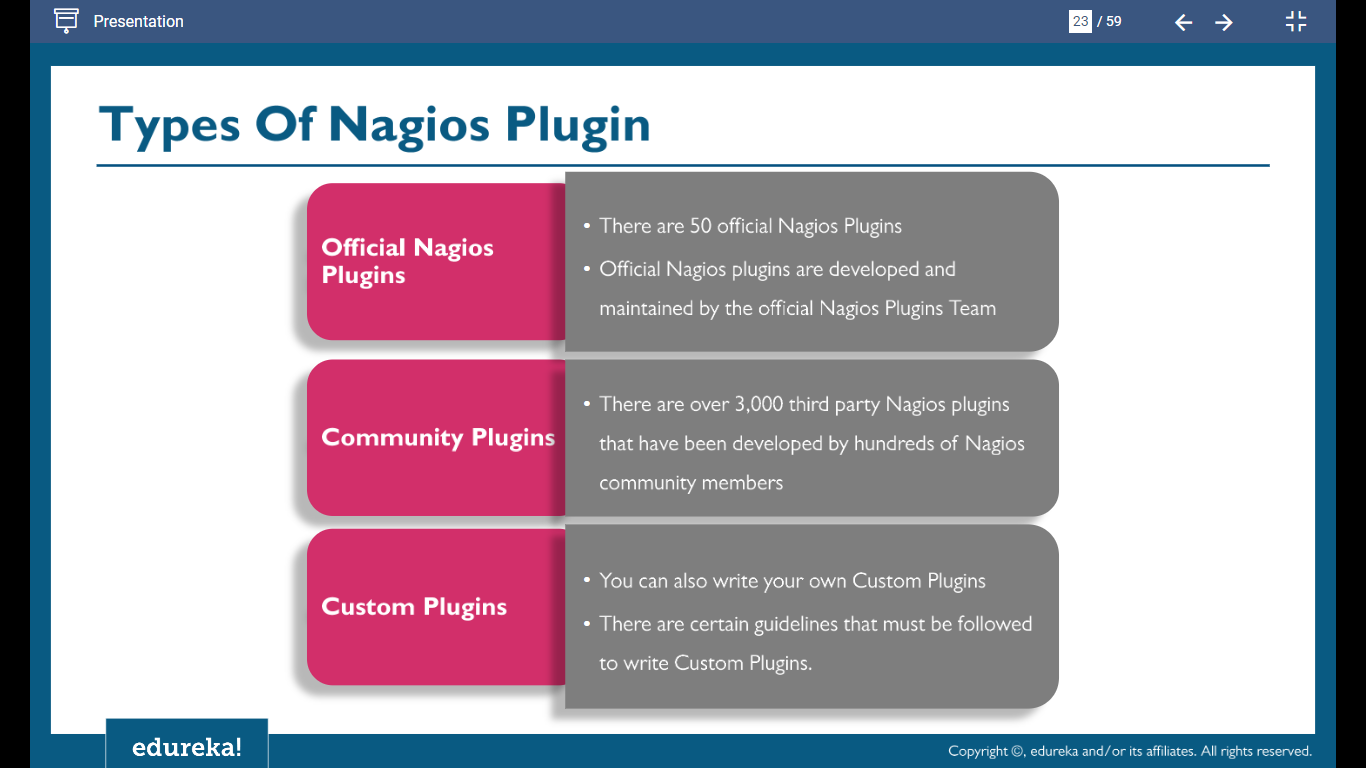 Presentation
23 / 59
Types Of Nagios Plugin
Official Nagios
Plugins
• There are 50 official Nagios Plugins
• Official Nagios plugins are developed and
maintained by the official Nagios Plugins Team
Community Plugins
• There are over 3,000 third party Nagios plugins
that have been developed by hundreds of Nagios
community members
Custom Plugins
• You can also write your own Custom Plugins
• There are certain guidelines that must be followed
to write Custom Plugins.
edureka!
Copyright ©, edureka and/or its affiliates. All rights reserved.